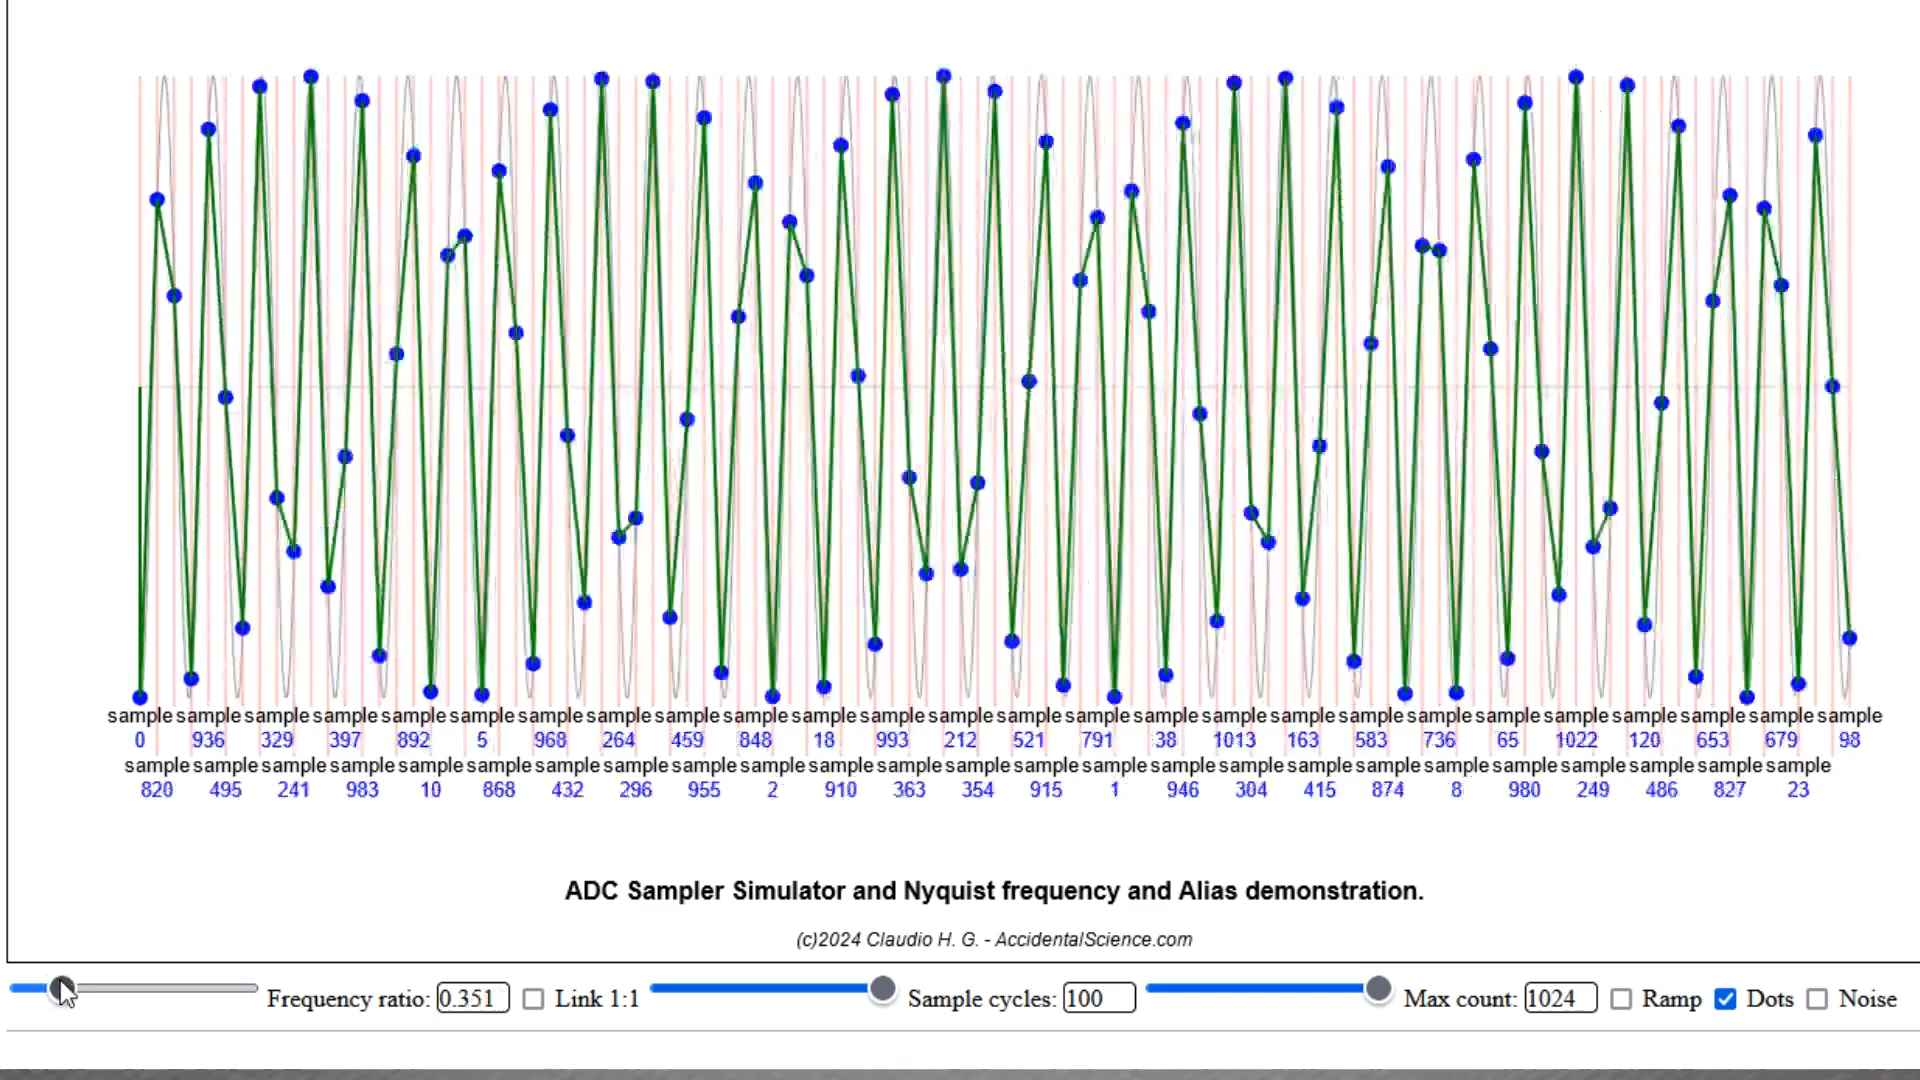 sample sample sample sample sample sample sample sample sample sample sample sample sample sample sample sample sample sample sample sample sample sample sample sample sample sample
0 936 329 397 892 5 968 264 459 848 18 993 212 521 791 38 1013 163 583 736 65 1022 120 653 679 98
sample sample sample sample sample sample sample sample sample sample sample sample sample sample sample sample sample sample sample sample sample sample sample sample sample
820 495 241 983 10 868 432 296 955 2 910 363 354 915 1 946 304 415 874 8 980 249 486 827 23
ADC Sampler Simulator and Nyquist frequency and Alias demonstration.
(c)2024 Claudio H. G. - AccidentalScience.com
Frequency ratio: 0.351 Link 1:1 Sample cycles: 100 Max count: 1024 Ramp Dots Noise